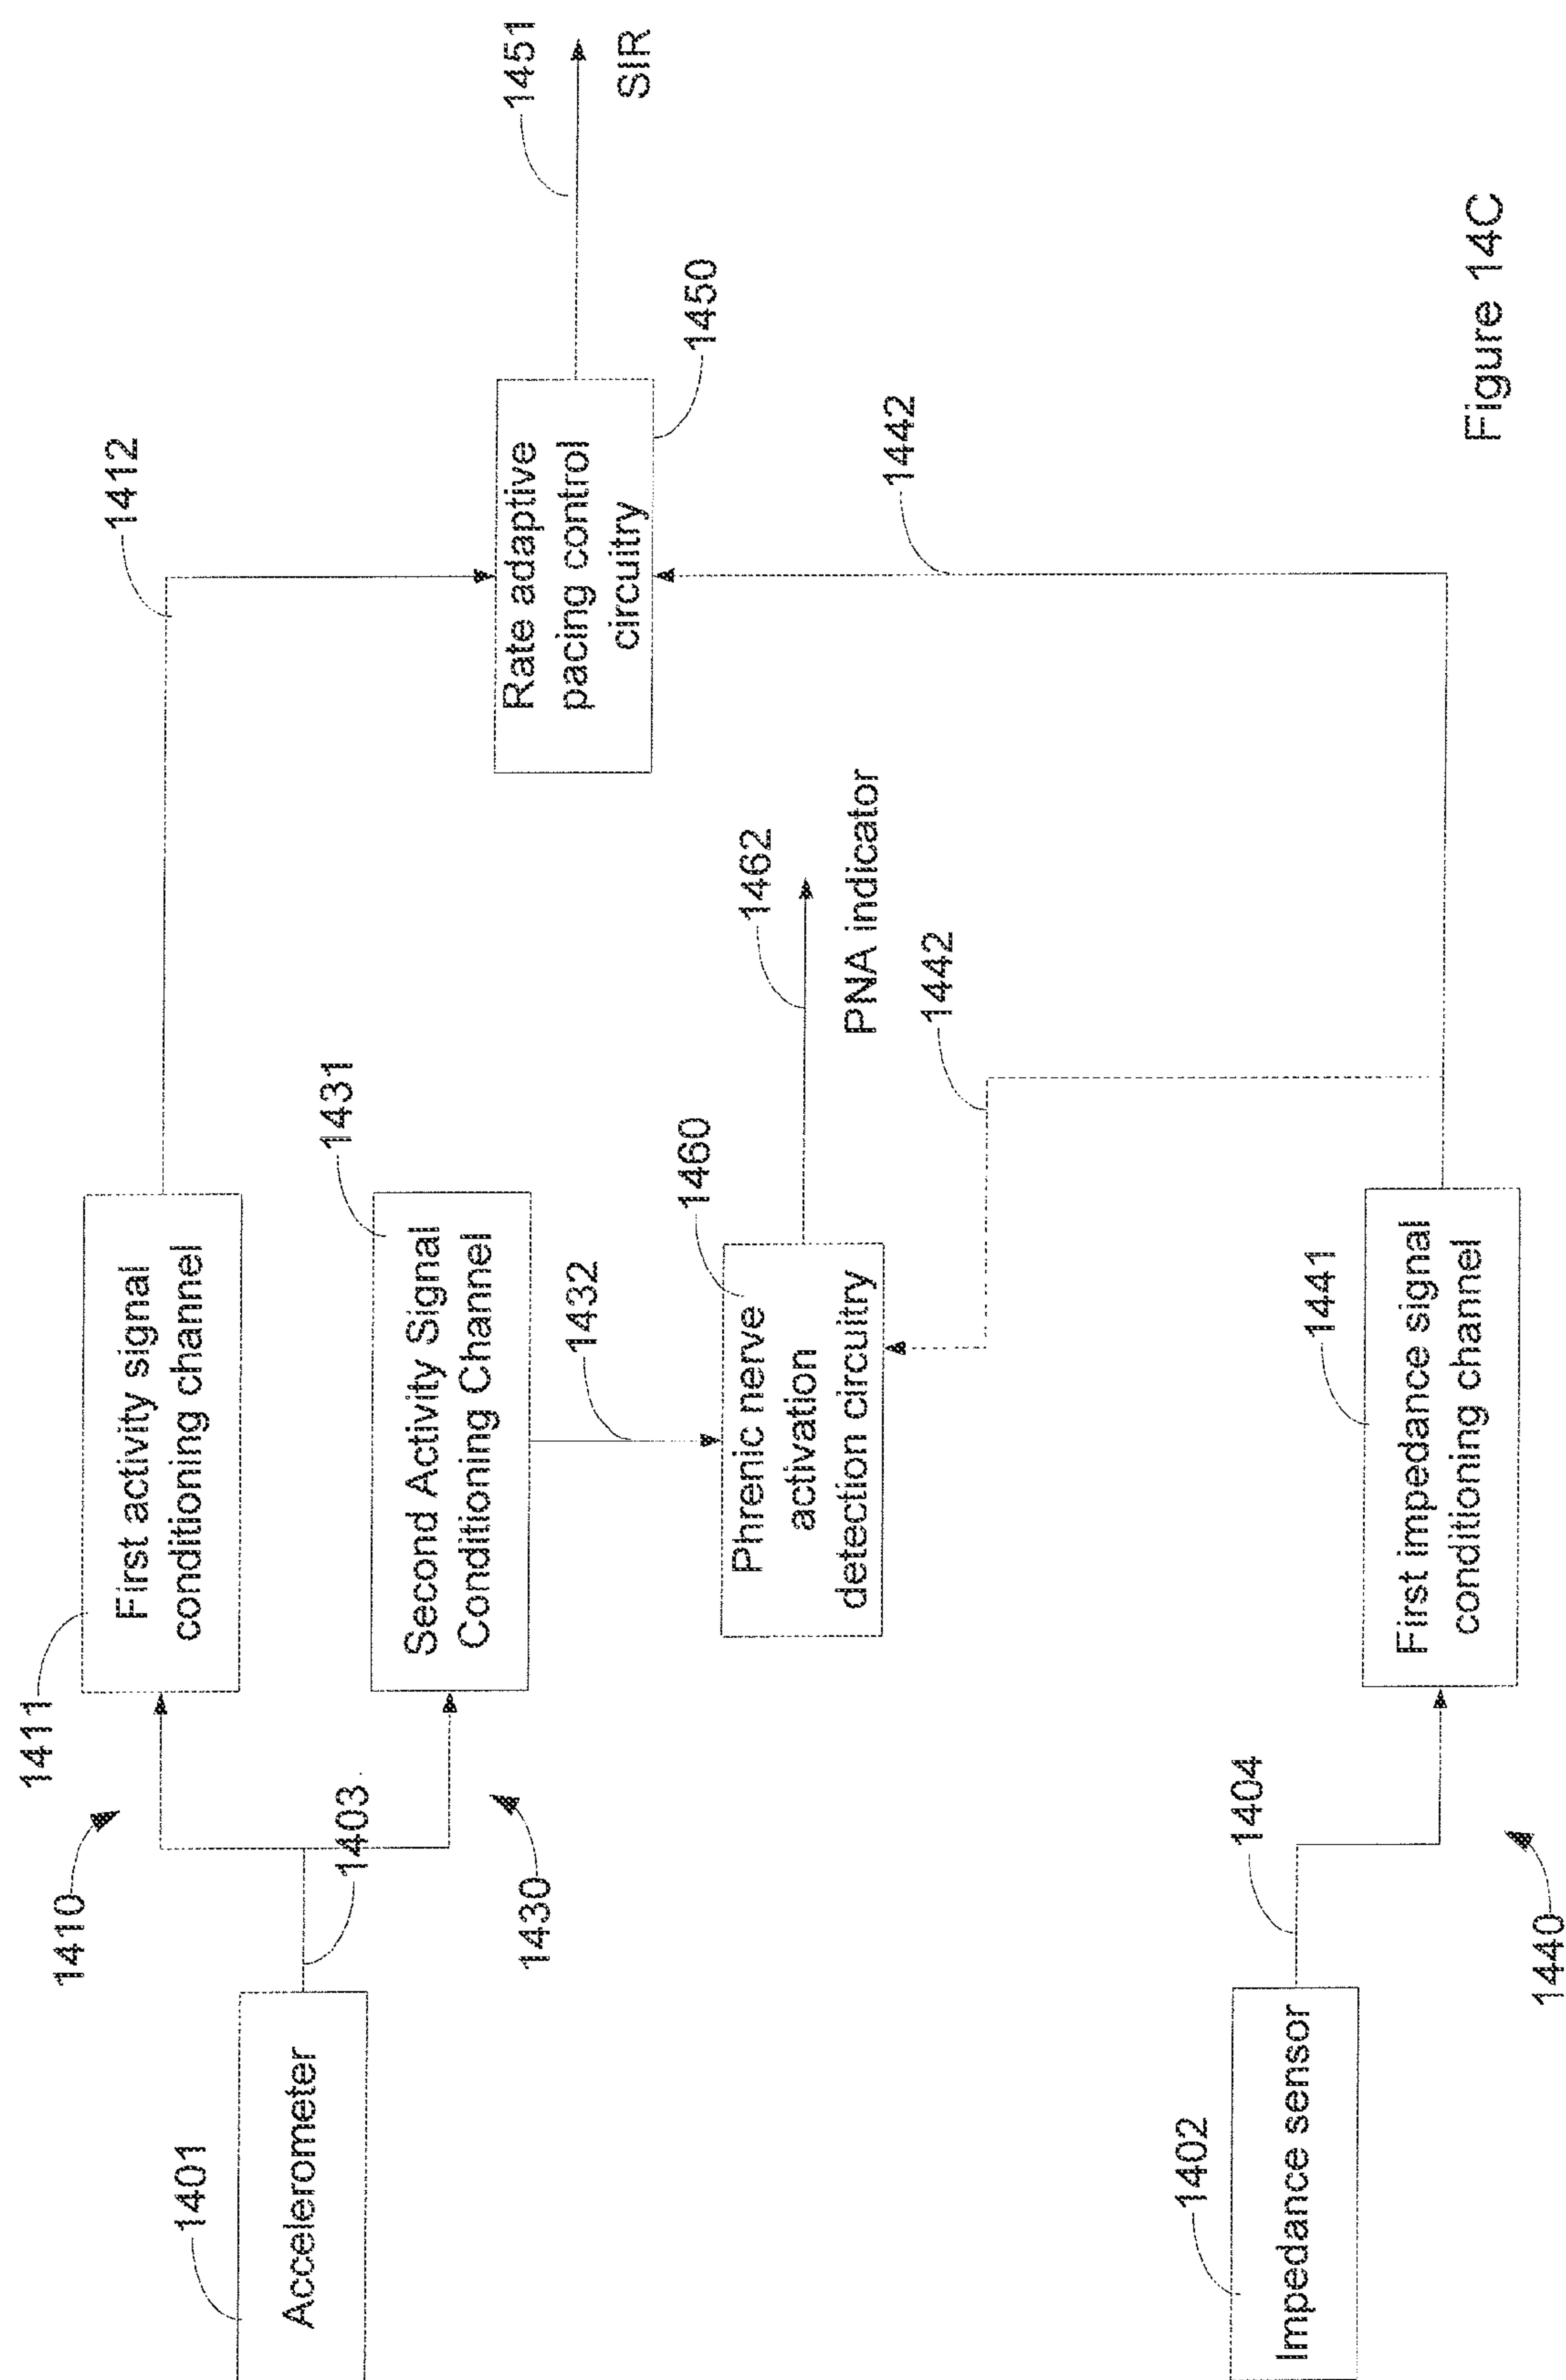 1401
Accelerometer
1403
1410
1411
First activity signal
conditioning channel
1412
1430
1431
Second Activity Signal
Conditioning Channel
1432
1460
Phrenic nerve
activation
detection circuitry
1462
PNA indicator
1442
Rate adaptive
pacing control
circuitry
1450
1451
SIR
1442
1402
Impedance sensor
1404
1440
1441
First impedance signal
conditioning channel
Figure 14C